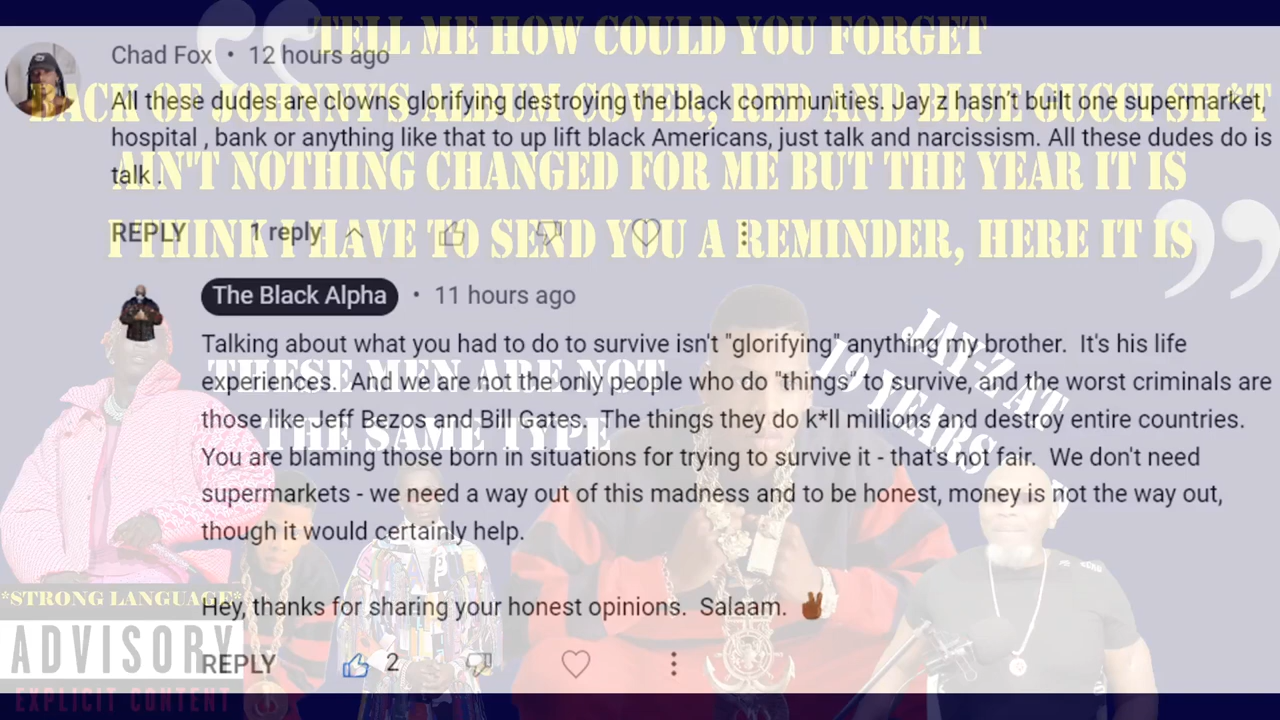 TELL ME HOW COULD YOU FORGET
Chad Fox • 12 hours ago
BACK OF JOHNNY'S ALBUM COVER, RED AND BLUE GUCCI SH*T
All these dudes are clowns glorifying destroying the black communities. Jay z hasn't built one supermarket,
hospital , bank or anything like that to up lift black Americans, just talk and narcissism. All these dudes do is
talk .
AIN'T NOTHING CHANGED FOR ME BUT THE YEAR IT IS
I THINK I HAVE TO SEND YOU A REMINDER, HERE IT IS
REPLY 1 reply
The Black Alpha • 11 hours ago
Talking about what you had to do to survive isn't "glorifying" anything my brother. It's his life
experiences. And we are not the only people who do "things" to survive, and the worst criminals are
those like Jeff Bezos and Bill Gates. The things they do k*ll millions and destroy entire countries.
You are blaming those born in situations for trying to survive it - that's not fair. We don't need
supermarkets - we need a way out of this madness and to be honest, money is not the way out,
though it would certainly help.
THESE MEN ARE NOT
THE SAME TYPE
JAY-Z AT
19 YEARS
Hey, thanks for sharing your honest opinions. Salaam. ✌🏾
*STRONG LANGUAGE*
ADVISORY
EXPLICIT CONTENT
REPLY 2